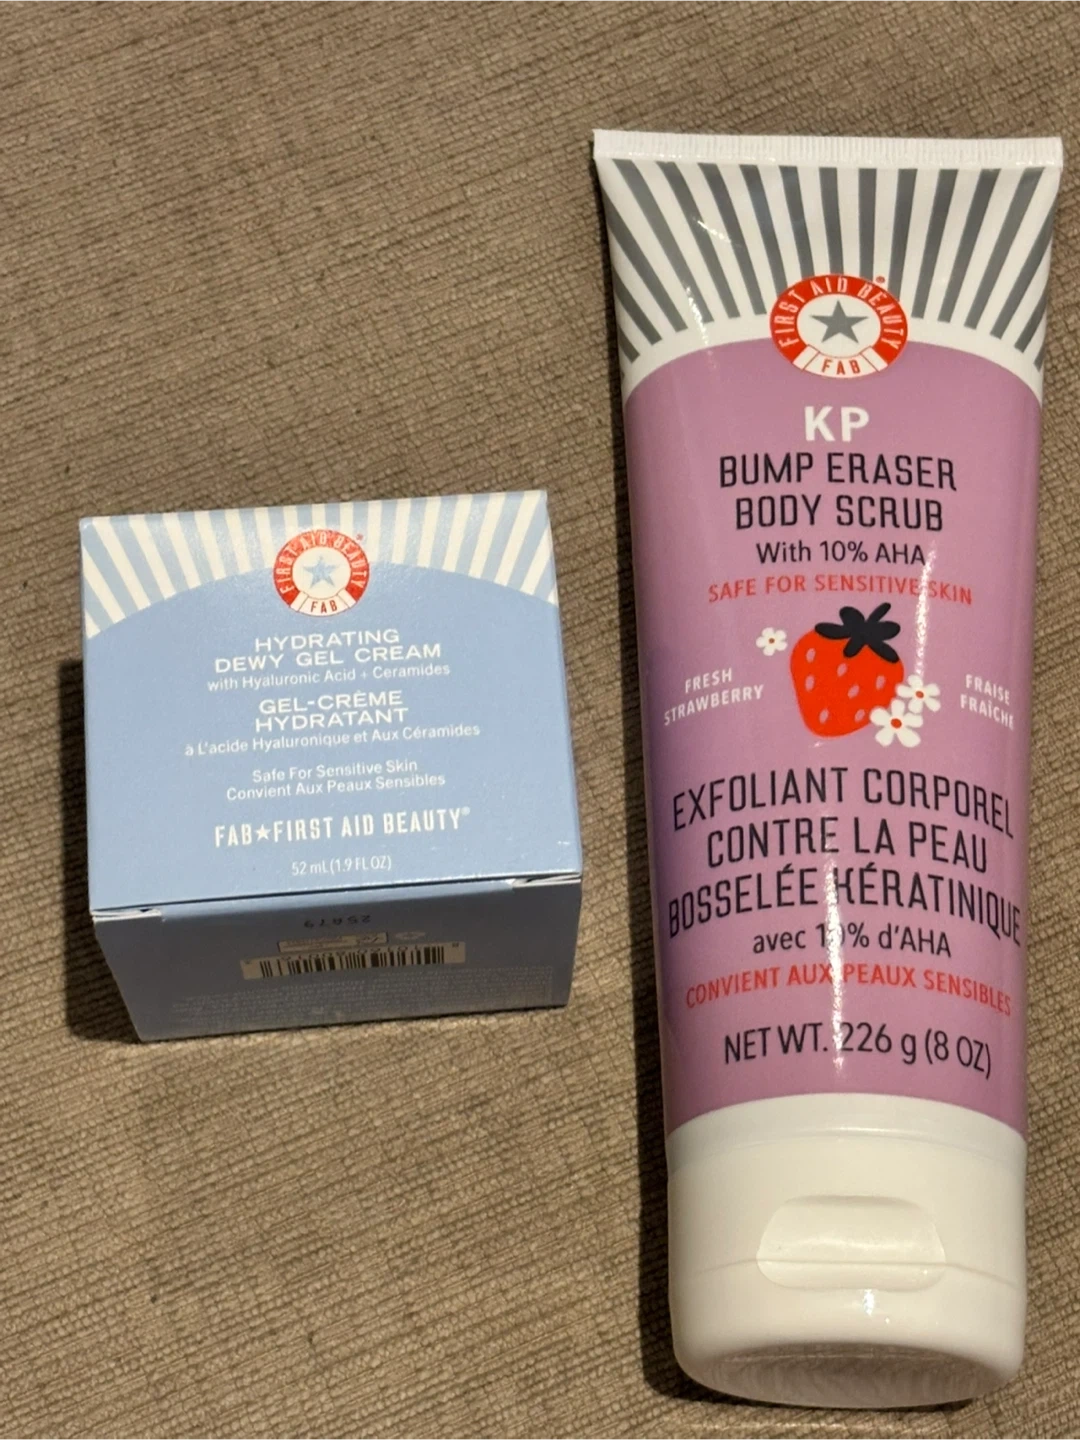 FIRST AID BEAUTY
FAB
HYDRATING
DEWY GEL CREAM
with Hyaluronic Acid + Ceramides
GEL-CRÈME
HYDRATANT
à L'acide Hyaluronique et Aux Céramides
Safe For Sensitive Skin
Convient Aux Peaux Sensibles
FAB★FIRST AID BEAUTY®
52 mL (1.9 FL OZ)
25879
FIRST AID BEAUTY®
FAB
KP
BUMP ERASER
BODY SCRUB
With 10% AHA
SAFE FOR SENSITIVE SKIN
FRESH
STRAWBERRY
FRAISE
FRAÎCHE
EXFOLIANT CORPOREL
CONTRE LA PEAU
BOSSELÉE KÉRATINIQUE
avec 10% d'AHA
CONVIENT AUX PEAUX SENSIBLES
NET WT. 226 g (8 OZ)